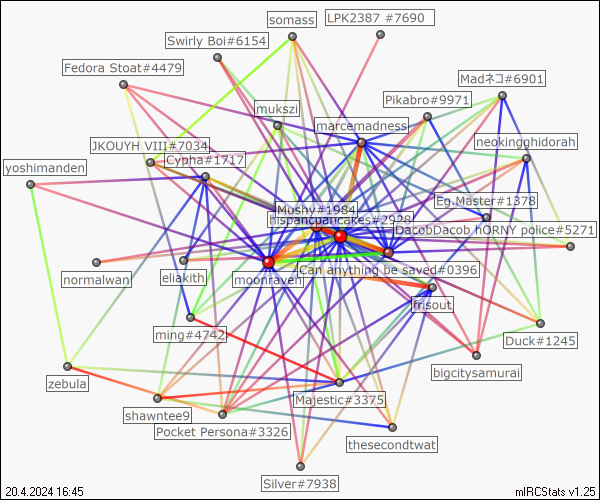 somass
LPK2387 #7690
Swirly Boi#6154
Fedora Stoat#4479
Madネコ#6901
Pikabro#9971
mukszi
marcemadness
neokingghidorah
JKOUYH VIII#7034
Cypha#1717
yoshimanden
Eg.Master#1378
Mushy#1984
hispancpancakes#2928
DacobDacob hORNY police#5271
normalwan
eliakith
moonraven
Can anything be saved#0396
frisout
ming#4742
Duck#1245
bigcitysamurai
zebula
Majestic#3375
shawntee9
Pocket Persona#3326
thesecondtwat
Silver#7938
20.4.2024 16:45
mIRCStats v1.25